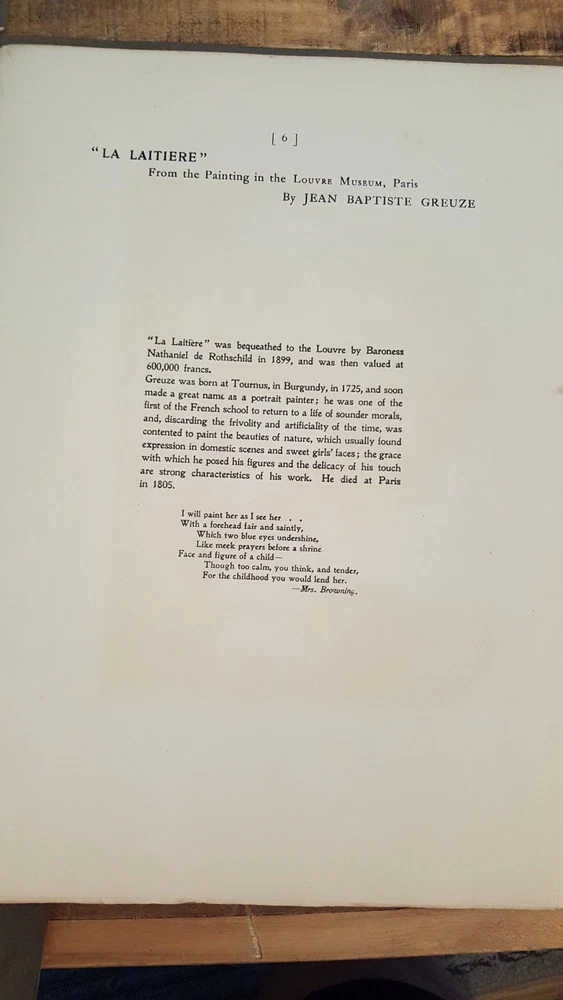 [ 6 ]
"LA LAITIERE"
From the Painting in the LOUVRE MUSEUM, Paris
By JEAN BAPTISTE GREUZE
"La Laitière" was bequeathed to the Louvre by Baroness
Nathaniel de Rothschild in 1899, and was then valued at
600,000 francs.
Greuze was born at Tournus, in Burgundy, in 1725, and soon
made a great name as a portrait painter; he was one of the
first of the French school to return to a life of sounder morals,
and, discarding the frivolity and artificiality of the time, was
contented to paint the beauties of nature, which usually found
expression in domestic scenes and sweet girls' faces; the grace
with which he posed his figures and the delicacy of his touch
are strong characteristics of his work. He died at Paris
in 1805.
I will paint her as I see her . .
With a forehead fair and saintly,
Which two blue eyes undershine,
Like meek prayers before a shrine
Face and figure of a child—
Though too calm, you think, and tender,
For the childhood you would lend her.
—Mrs. Browning.